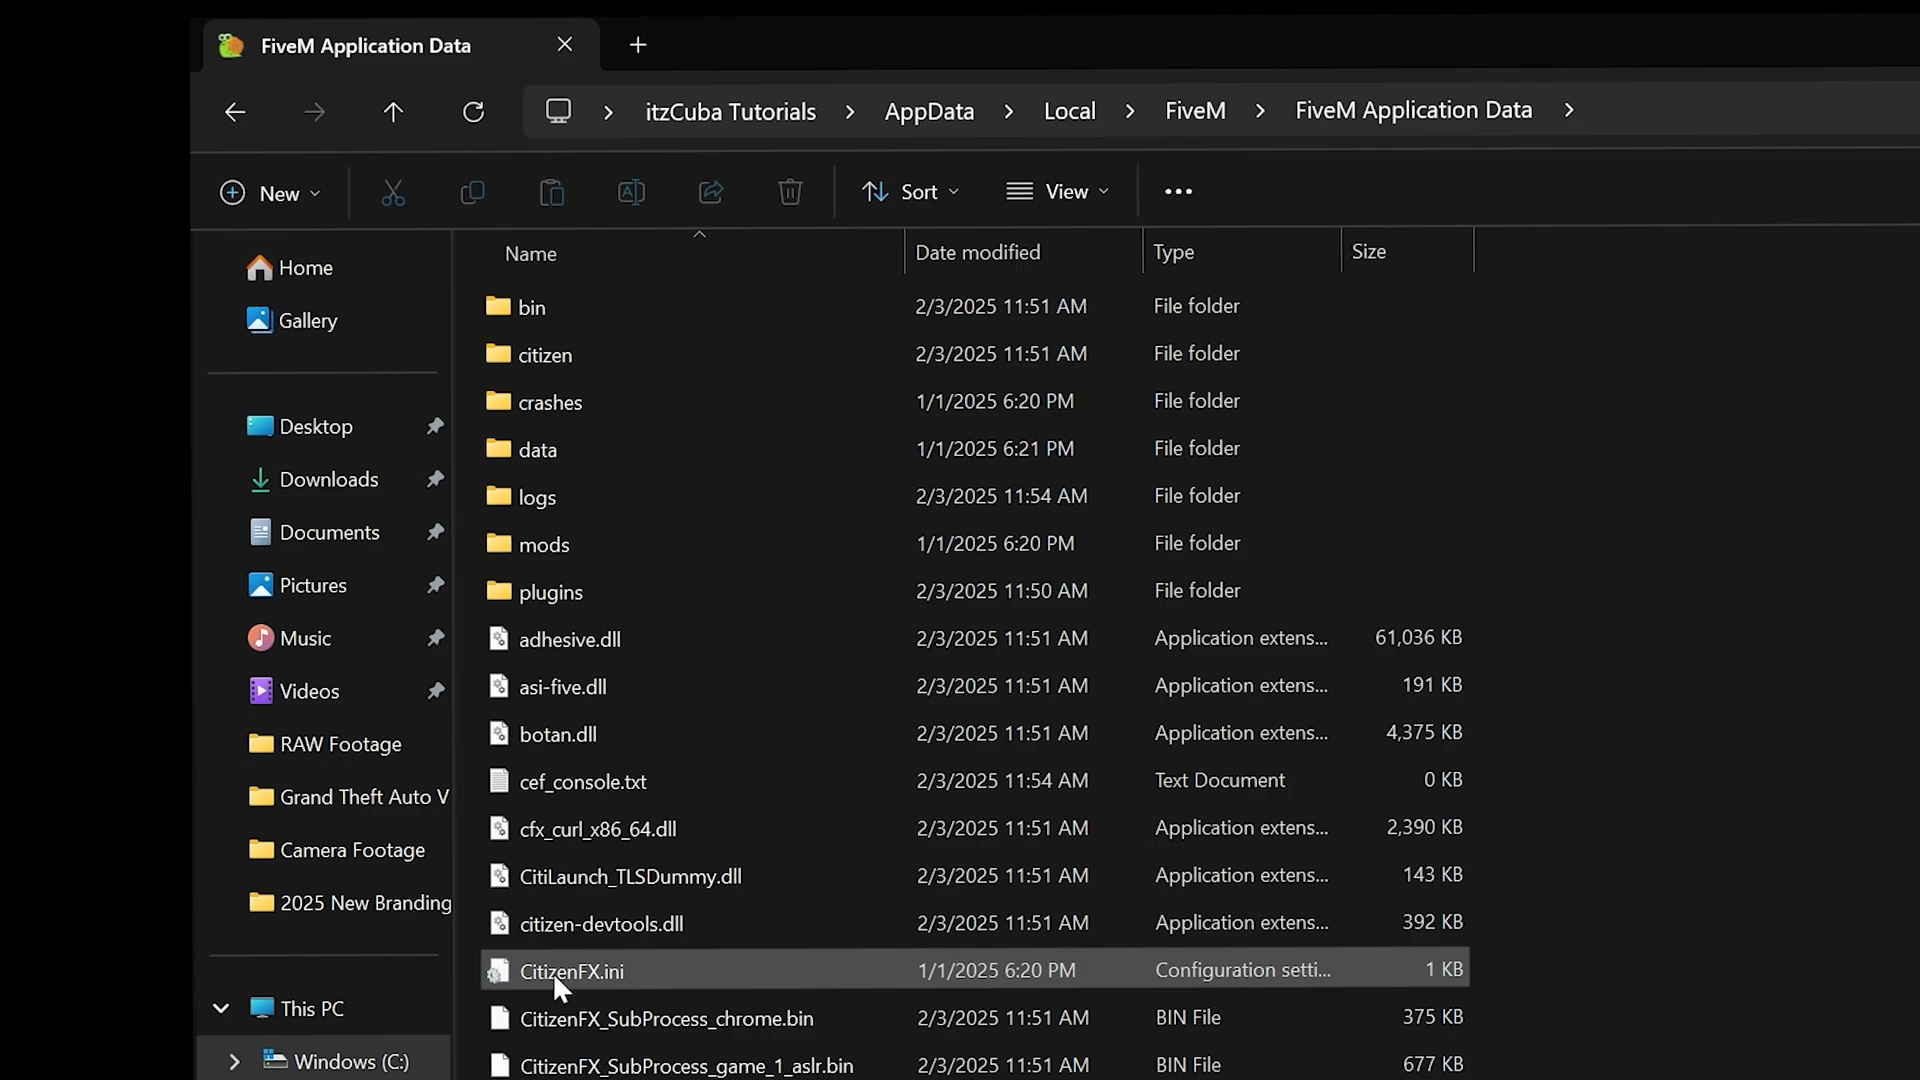 FiveM Application Data
itzCuba Tutorials AppData Local FiveM FiveM Application Data
New Sort View
Name Date modified Type Size
Home
Gallery
Desktop
Downloads
Documents
Pictures
Music
Videos
RAW Footage
Grand Theft Auto V
Camera Footage
2025 New Branding
This PC
Windows (C:)
bin 2/3/2025 11:51 AM File folder
citizen 2/3/2025 11:51 AM File folder
crashes 1/1/2025 6:20 PM File folder
data 1/1/2025 6:21 PM File folder
logs 2/3/2025 11:54 AM File folder
mods 1/1/2025 6:20 PM File folder
plugins 2/3/2025 11:50 AM File folder
adhesive.dll 2/3/2025 11:51 AM Application extens... 61,036 KB
asi-five.dll 2/3/2025 11:51 AM Application extens... 191 KB
botan.dll 2/3/2025 11:51 AM Application extens... 4,375 KB
cef_console.txt 2/3/2025 11:54 AM Text Document 0 KB
cfx_curl_x86_64.dll 2/3/2025 11:51 AM Application extens... 2,390 KB
CitiLaunch_TLSDummy.dll 2/3/2025 11:51 AM Application extens... 143 KB
citizen-devtools.dll 2/3/2025 11:51 AM Application extens... 392 KB
CitizenFX.ini 1/1/2025 6:20 PM Configuration setti... 1 KB
CitizenFX_SubProcess_chrome.bin 2/3/2025 11:51 AM BIN File 375 KB
CitizenFX_SubProcess_game_1_aslr.bin 2/3/2025 11:51 AM BIN File 677 KB